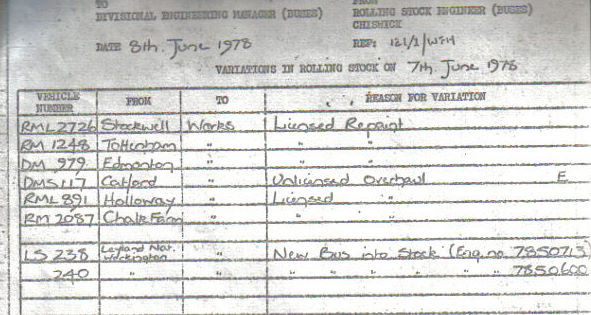 TO FROM
DIVISIONAL ENGINEERING MANAGER (BUSES) ROLLING STOCK ENGINEER (BUSES)
CHISWICK
DATE 8th. June 1978 REF: 121/1/WFH
VARIATIONS IN ROLLING STOCK ON 7th. June 1978
VEHICLE NUMBER FROM TO REASON FOR VARIATION
RML 2726 Stockwell Works Licensed Repaint
RM 1248 Tottenham " " "
DM 979 Edmonton " " "
DMS 117 Catford " Unlicensed Overhaul E
RML 891 Holloway " Licensed "
RM 2087 Chalk Farm " " "
LS 238 Leyland Nat. Workington " New Bus into Stock (Eng. no. 7850713
240 " " " " " " " " 7850600